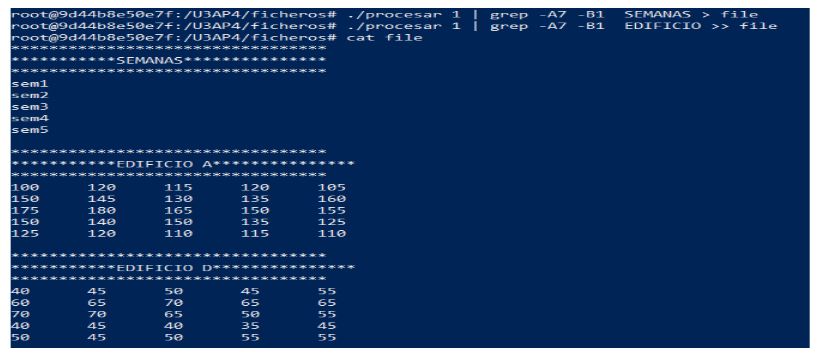 root@9d44b8e50e7f:/U3AP4/ficheros# ./procesar 1 | grep -A7 -B1  SEMANAS > file
root@9d44b8e50e7f:/U3AP4/ficheros# ./procesar 1 | grep -A7 -B1  EDIFICIO >> file
root@9d44b8e50e7f:/U3AP4/ficheros# cat file
*********************************
***********SEMANAS***************
*********************************
sem1
sem2
sem3
sem4
sem5
*********************************
***********EDIFICIO A***************
*********************************
100 120 115 120 105
150 145 130 135 160
175 180 165 150 155
150 140 150 135 125
125 120 110 115 110
*********************************
***********EDIFICIO D***************
*********************************
40 45 50 45 55
60 65 70 65 65
70 70 65 50 55
40 45 40 35 45
50 45 50 55 55